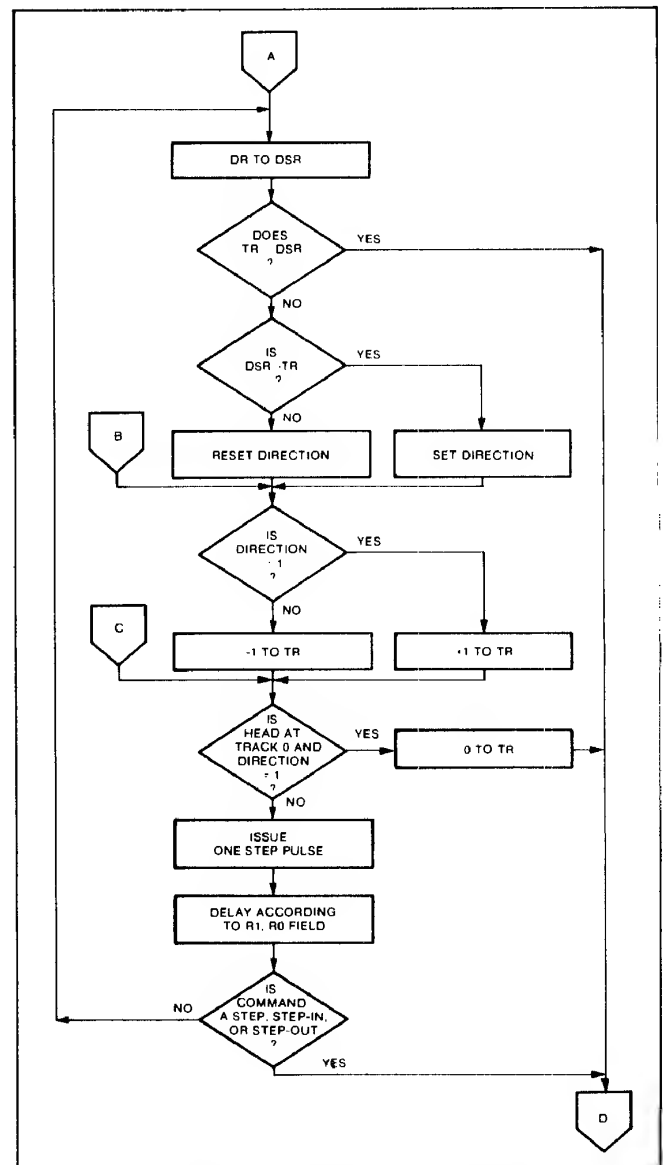 A
DR TO DSR
DOES
TR DSR
?
YES
NO
IS
DSR TR
?
YES
NO
B
RESET DIRECTION
SET DIRECTION
IS
DIRECTION
1
?
YES
NO
C
-1 TO TR
1 TO TR
IS
HEAD AT
TRACK 0 AND
DIRECTION
1
?
YES
0 TO TR
NO
ISSUE
ONE STEP PULSE
DELAY ACCORDING
TO R1, R0 FIELD
IS
COMMAND
A STEP, STEP-IN,
OR STEP-OUT
?
NO
YES
D